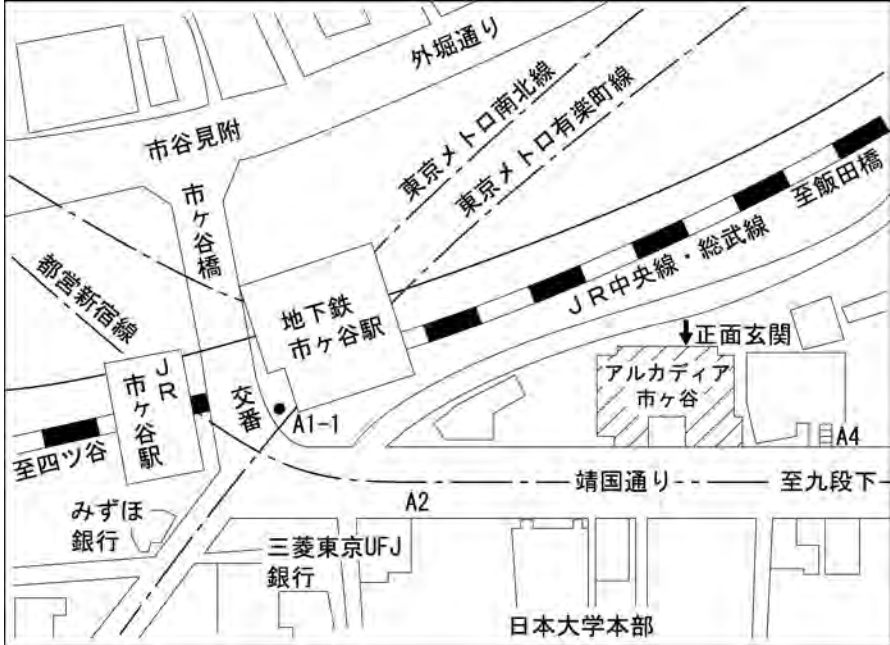 外堀通り
市谷見附
東京メトロ南北線
東京メトロ有楽町線
至飯田橋
市ヶ谷橋
JR中央線・総武線
都営新宿線
地下鉄
市ヶ谷駅
正面玄関
アルカディア
市ヶ谷
JR
市ヶ谷駅
交番
A1-1
A4
至四ツ谷
靖国通り
至九段下
A2
みずほ
銀行
三菱東京UFJ
銀行
日本大学本部